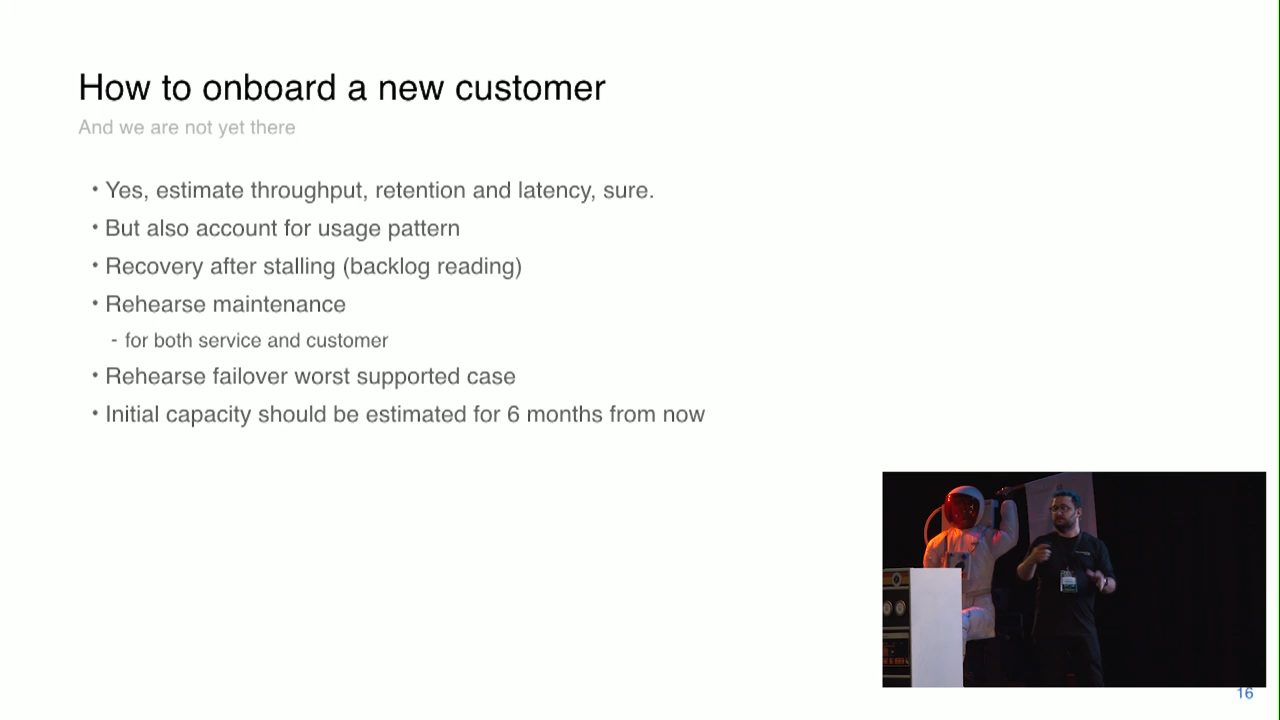 How to onboard a new customer
And we are not yet there
• Yes, estimate throughput, retention and latency, sure.
• But also account for usage pattern
• Recovery after stalling (backlog reading)
• Rehearse maintenance
- for both service and customer
• Rehearse failover worst supported case
• Initial capacity should be estimated for 6 months from now
16